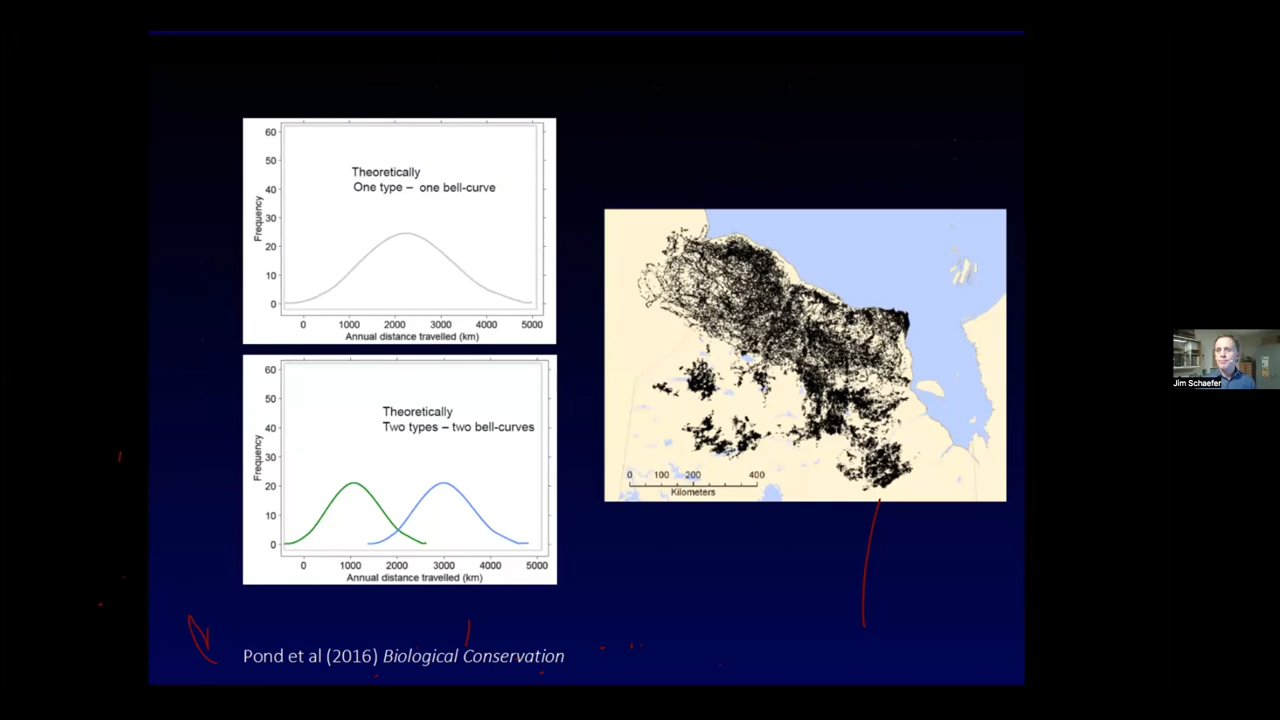 60
50
40
30
20
10
0
Frequency
Theoretically
One type – one bell-curve
0 1000 2000 3000 4000 5000
Annual distance travelled (km)
60
50
40
30
20
10
0
Frequency
Theoretically
Two types – two bell-curves
0 1000 2000 3000 4000 5000
Annual distance travelled (km)
0 100 200 400
Kilometers
Jim Schaefer
Pond et al (2016) Biological Conservation